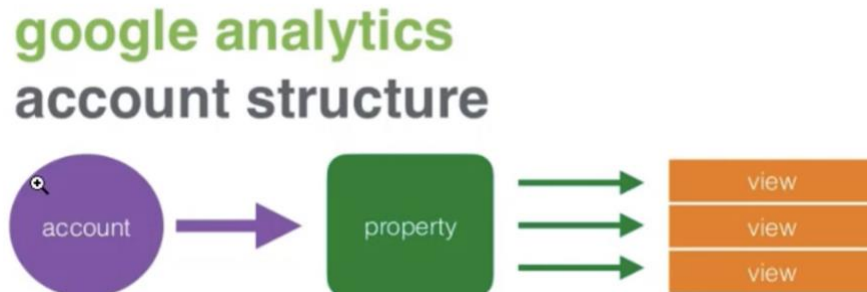 google analytics
account structure
account
property
view
view
view